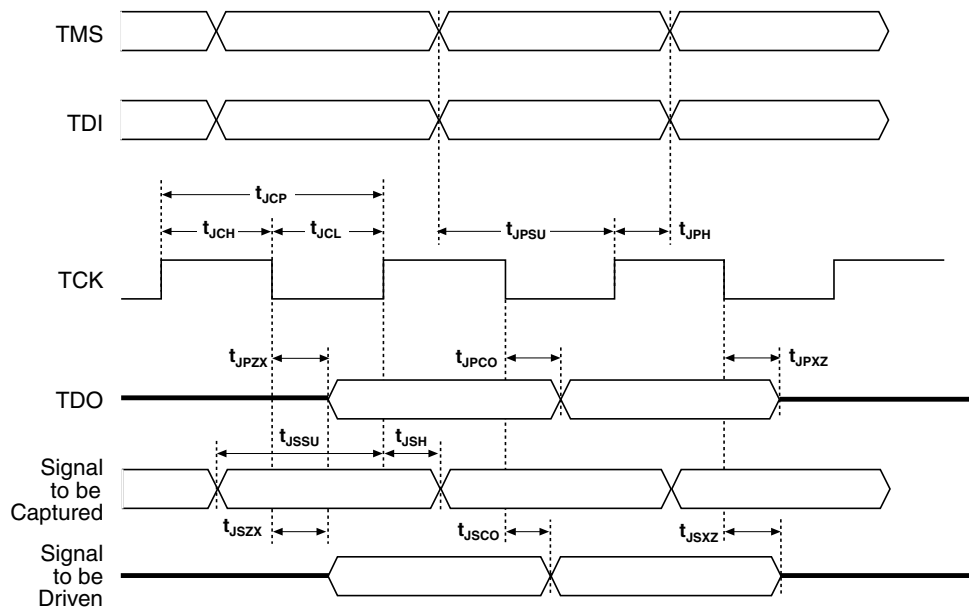 TMS
TDI
tJCP
tJCH
tJCL
tJPSU
tJPH
TCK
tJPZX
tJPCO
tJPXZ
TDO
tJSSU
tJSH
Signal
to be
Captured
tJSZX
tJSCO
tJSXZ
Signal
to be
Driven